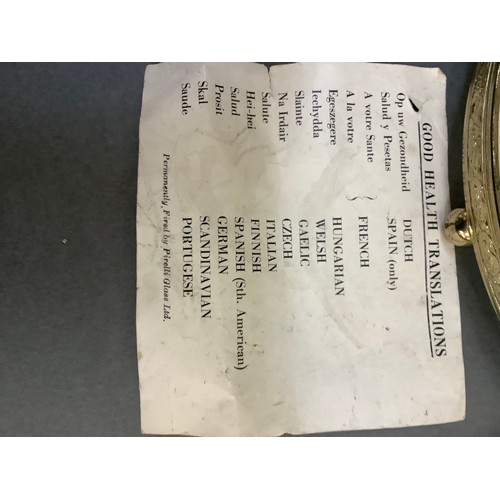 GOOD HEALTH TRANSLATIONS
Op uw Gezondheid DUTCH
Salud y Pesetas SPAIN (only)
A votre Sante
A la votre } FRENCH
Egeszegere HUNGARIAN
Iechydda WELSH
Slainte GAELIC
Na Irdair CZECH
Salute ITALIAN
Hei-hei FINNISH
Salud SPANISH (Sth. American)
Prosit GERMAN
Skal SCANDINAVIAN
Saude PORTUGESE
Permanently Fired by Pirelli Glass Ltd.